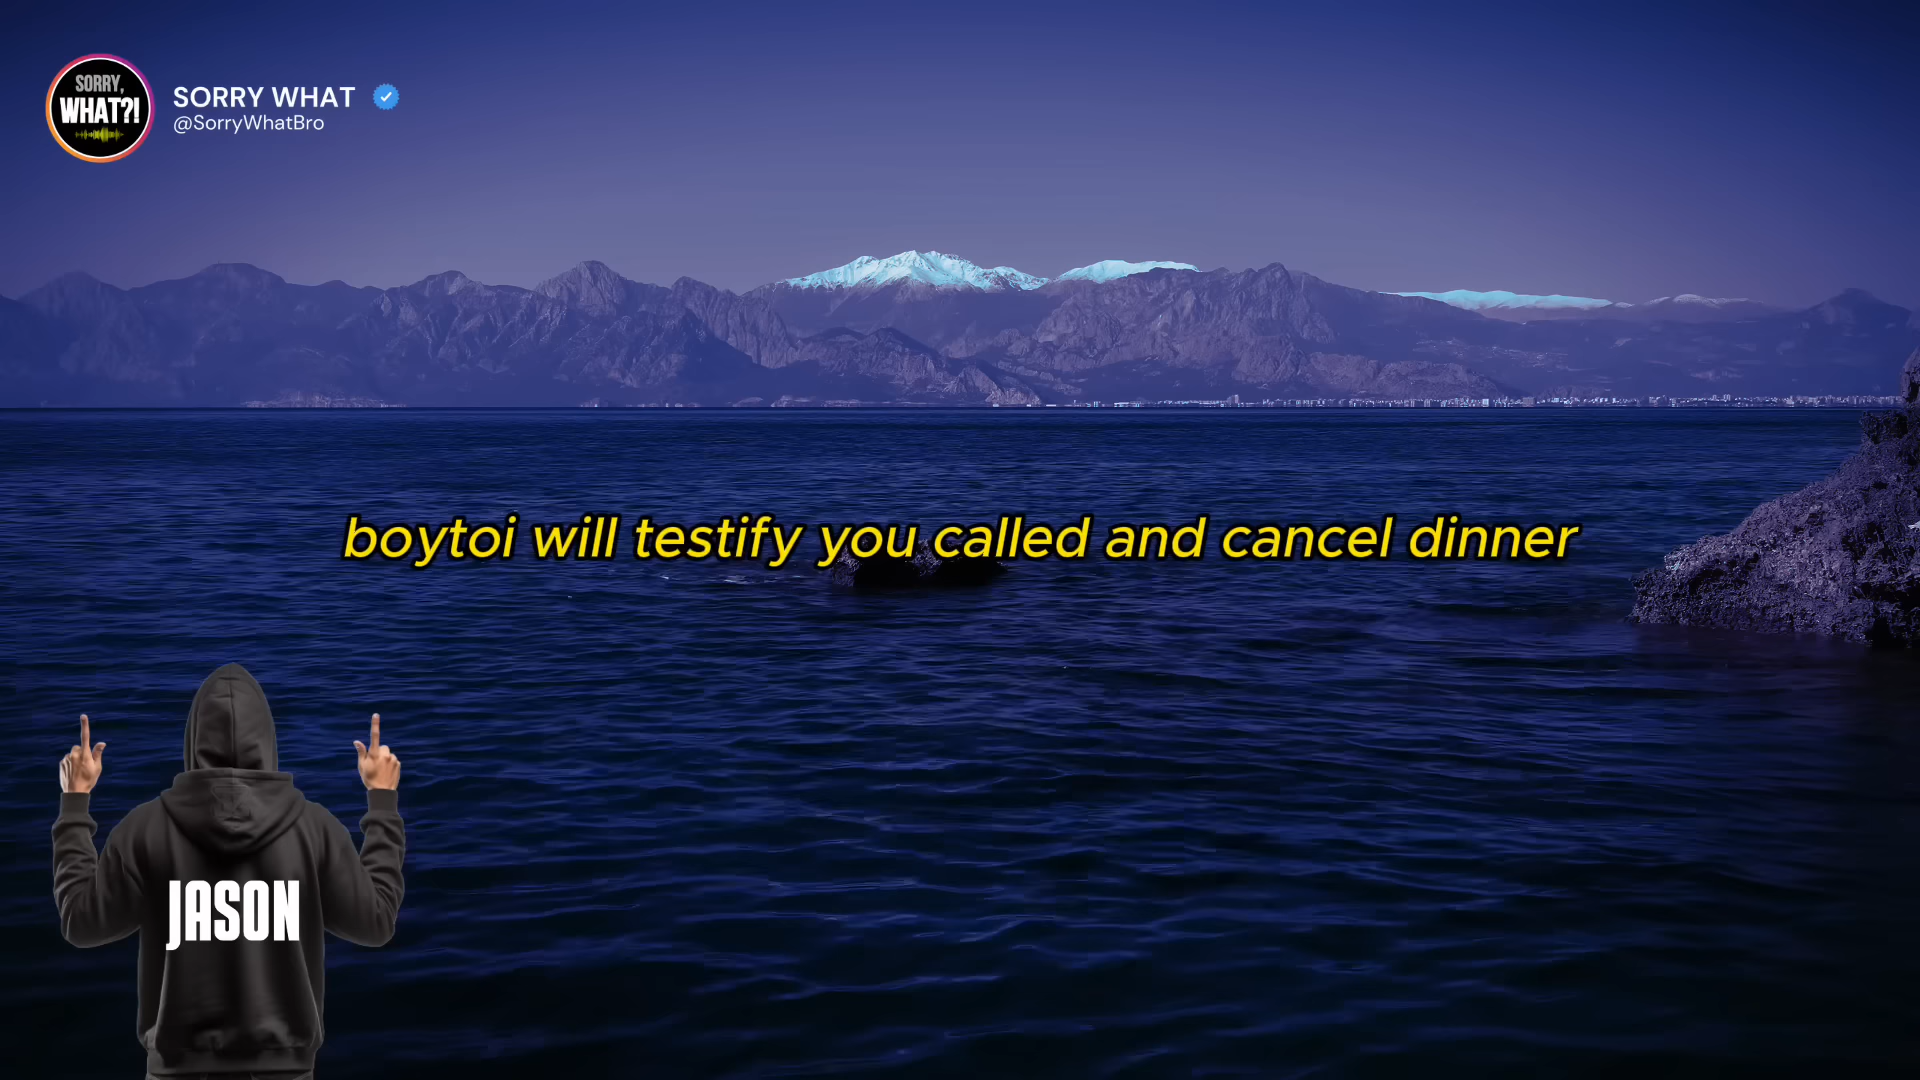 SORRY,
WHAT?!
SORRY WHAT
@SorryWhatBro
boytoi will testify you called and cancel dinner
JASON